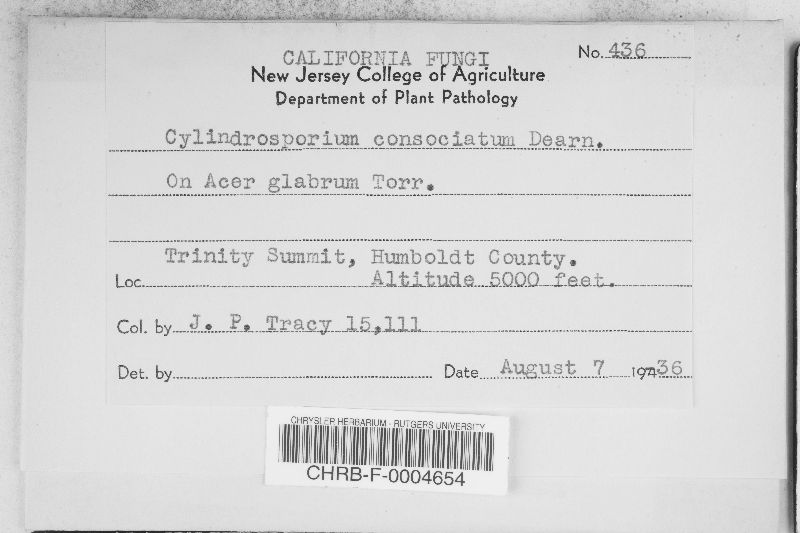 CALIFORNIA FUNGI No. 436
New Jersey College of Agriculture
Department of Plant Pathology
Cylindrosporium consociatum Dearn.
On Acer glabrum Torr.
Trinity Summit, Humboldt County.
Loc. Altitude 5000 feet.
Col. by J. P. Tracy 15,111
Det. by Date August 7 1936
CHRYSLER HERBARIUM - RUTGERS UNIVERSITY
CHRB-F-0004654